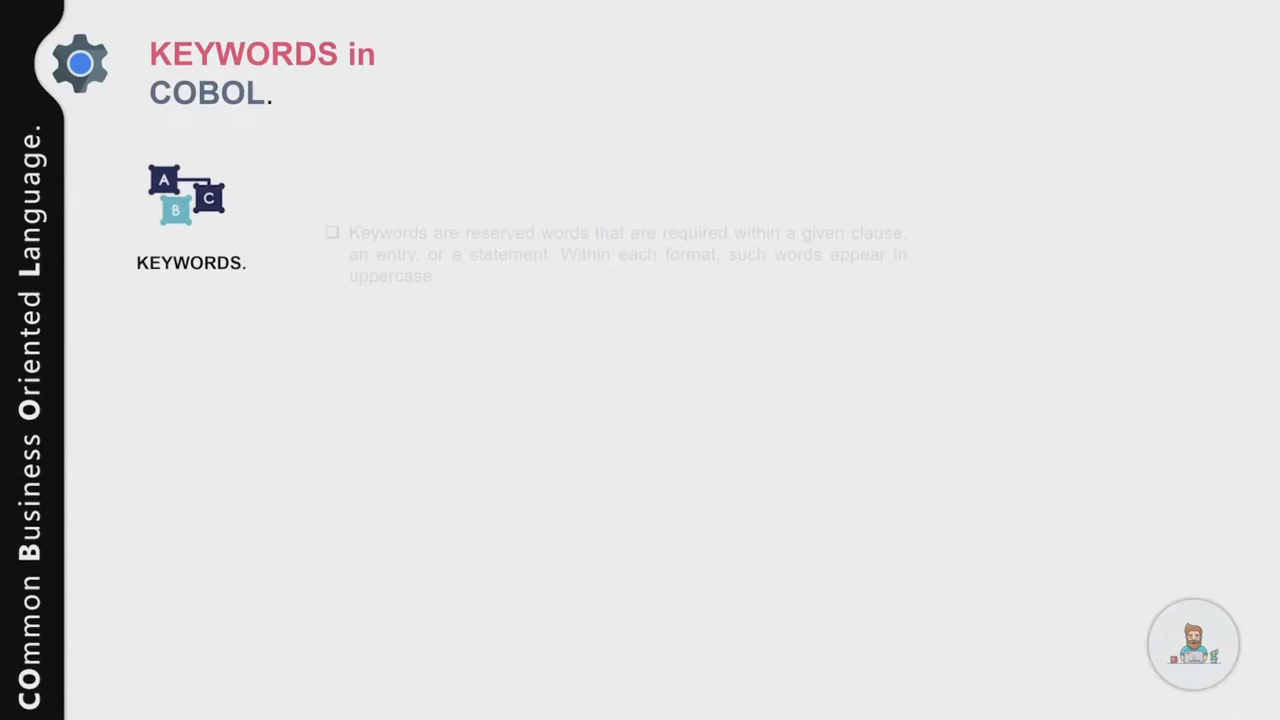 KEYWORDS in
COBOL.
A
C
B
KEYWORDS.
❑ Keywords are reserved words that are required within a given clause,
an entry, or a statement. Within each format, such words appear in
uppercase
COmmon Business Oriented Language.